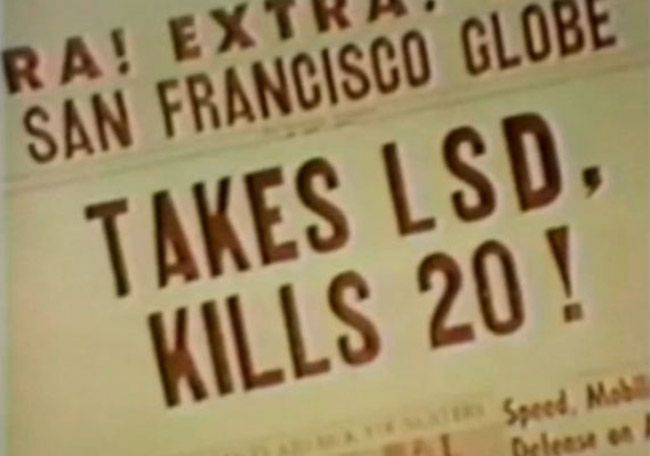 RA! EXTRA!
SAN FRANCISCO GLOBE
TAKES LSD,
KILLS 20!
Speed,
Defense on